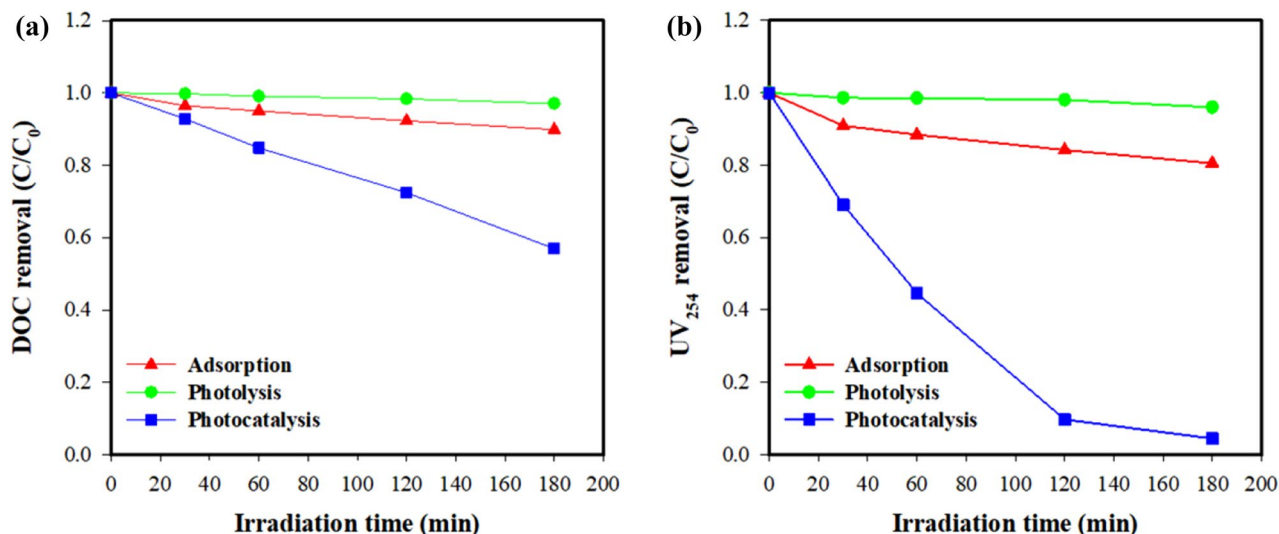 (a)
DOC removal (C/C0)
1.2
1.0
0.8
0.6
0.4
0.2
0.0
Adsorption
Photolysis
Photocatalysis
0 20 40 60 80 100 120 140 160 180 200
Irradiation time (min)
(b)
UV254 removal (C/C0)
1.2
1.0
0.8
0.6
0.4
0.2
0.0
Adsorption
Photolysis
Photocatalysis
0 20 40 60 80 100 120 140 160 180 200
Irradiation time (min)